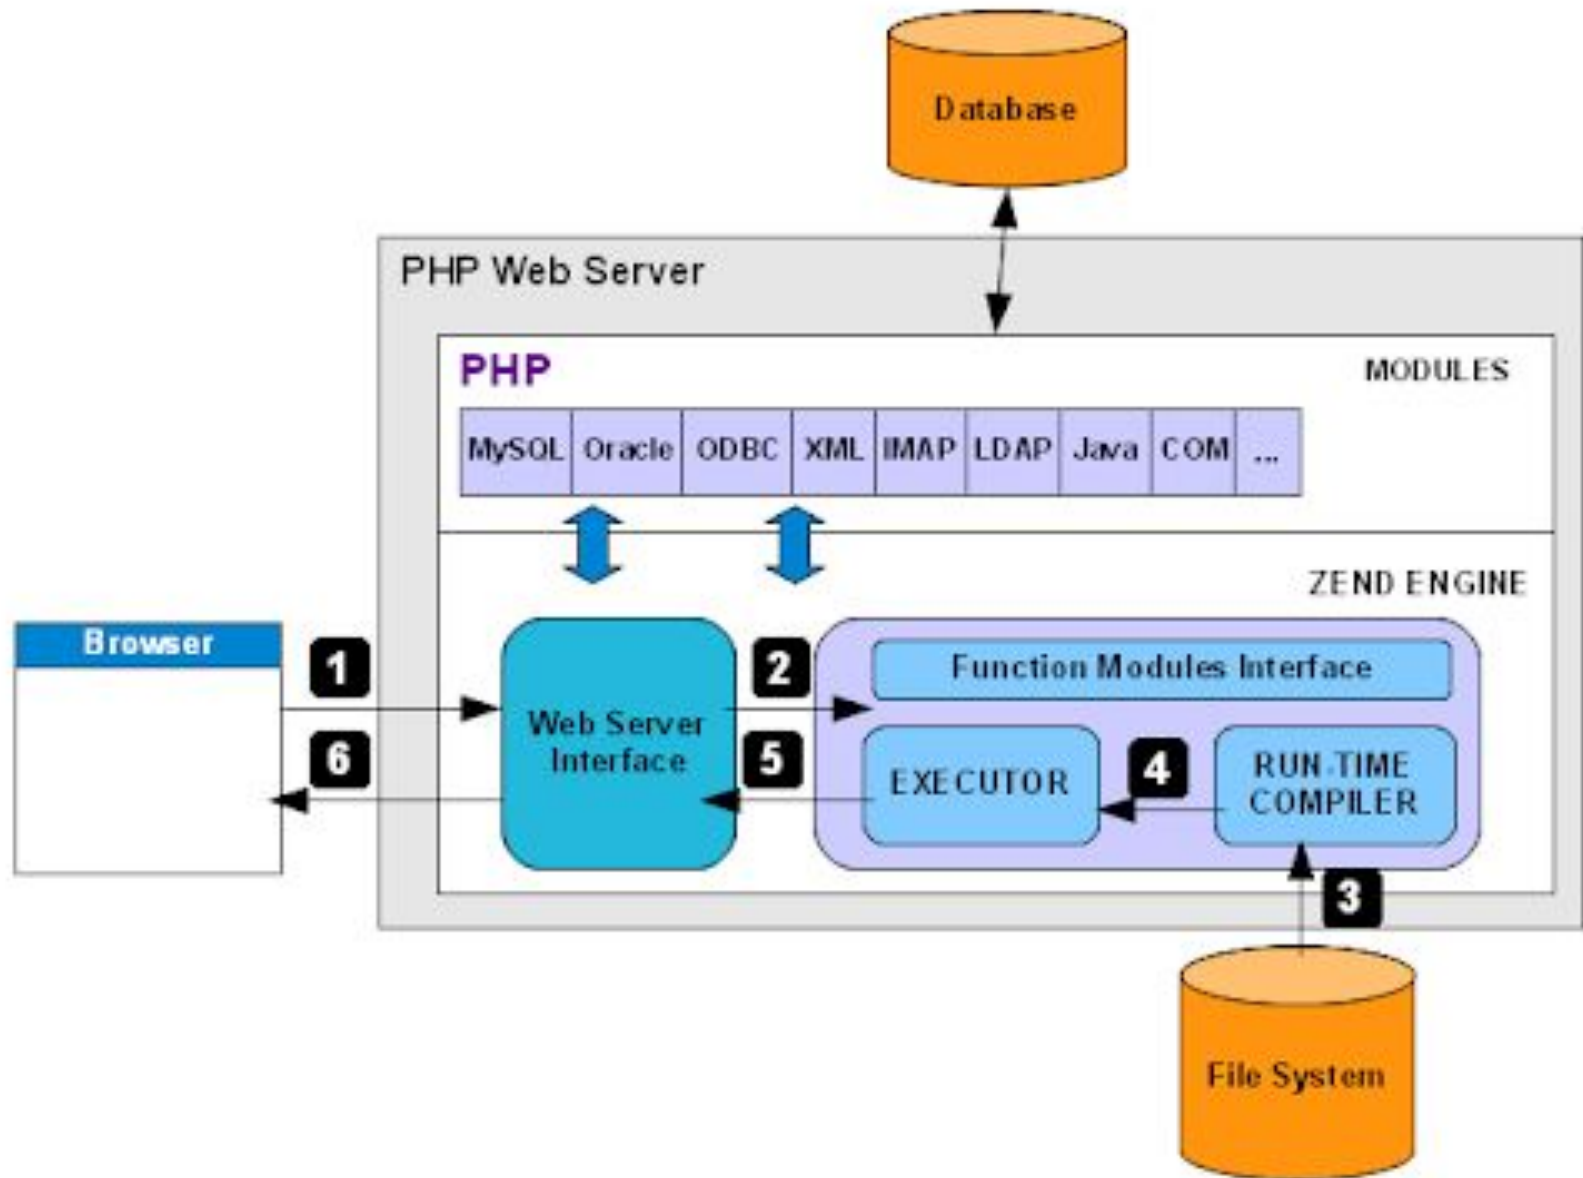 Database
PHP Web Server
PHP
MODULES
MySQL Oracle ODBC XML IMAP LDAP Java COM ...
ZEND ENGINE
Browser
1
2
Function Modules Interface
Web Server
Interface
6
5
EXECUTOR
4
RUN-TIME
COMPILER
3
File System